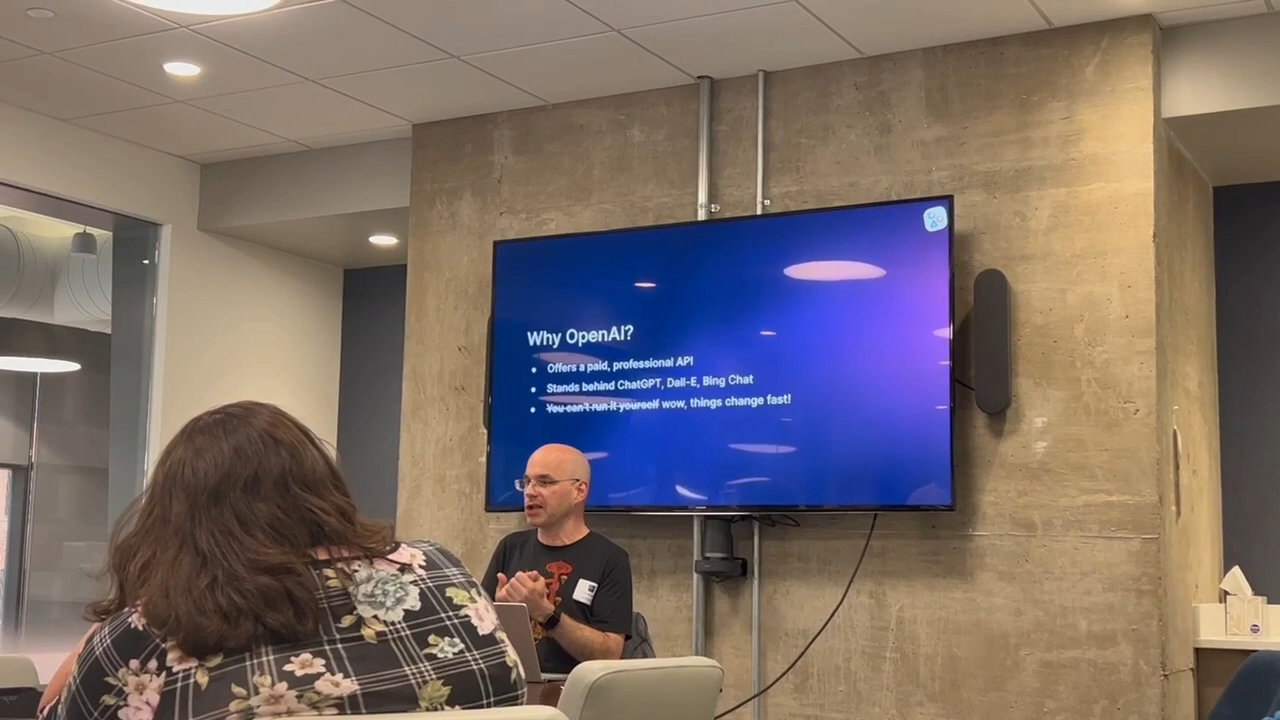 Why OpenAI?
• Offers a paid, professional API
• Stands behind ChatGPT, Dall-E, Bing Chat
• You can't run it yourself wow, things change fast!